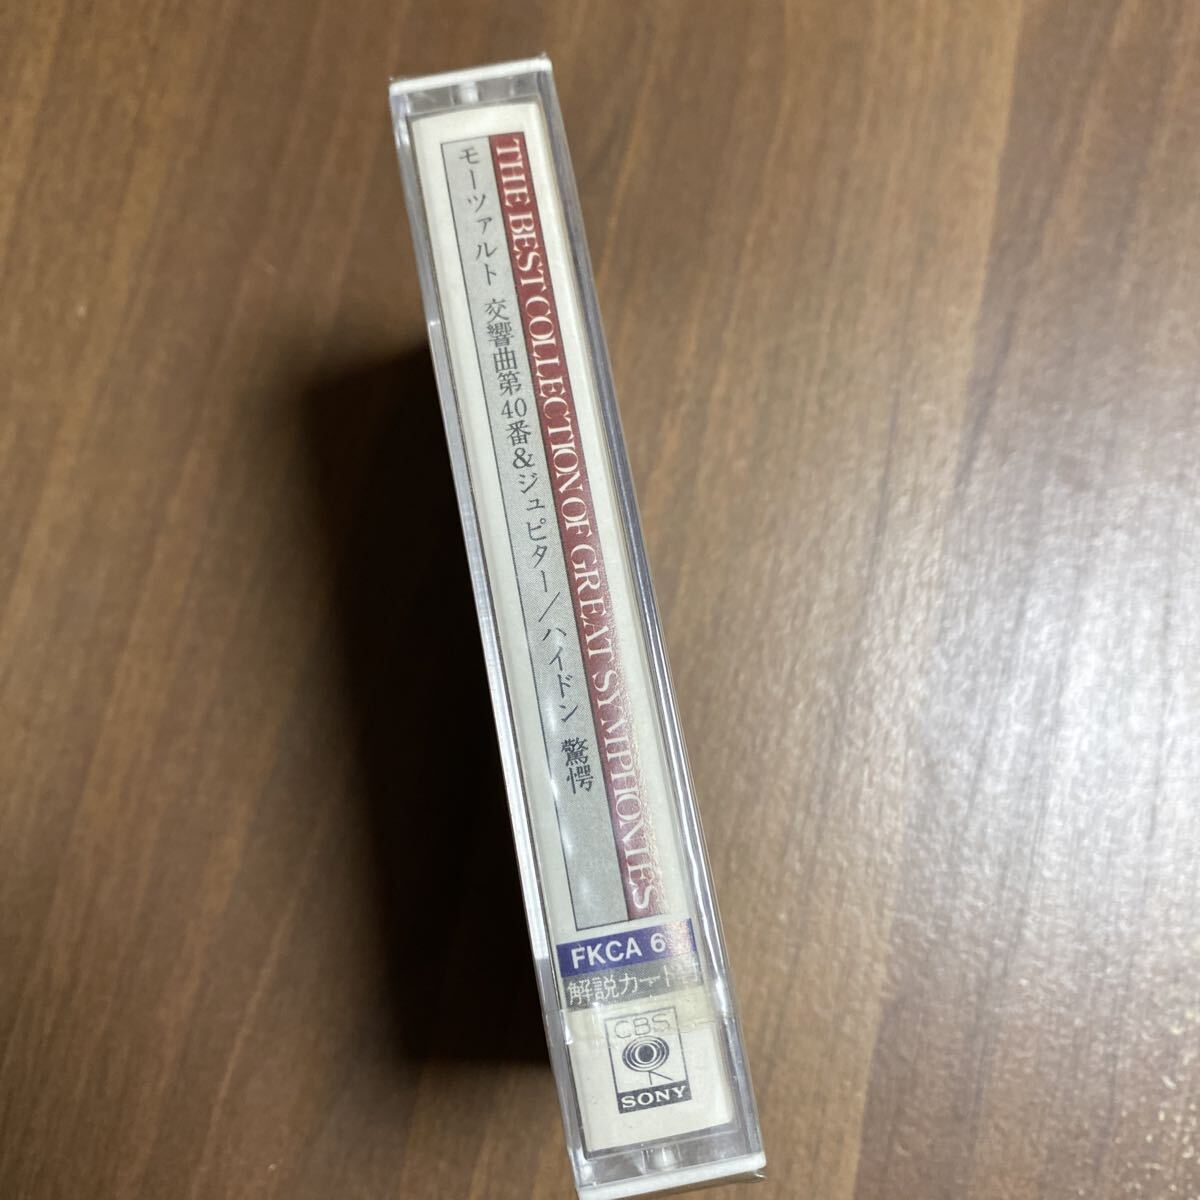 THE BEST COLLECTION OF GREAT SYMPHONIES
モーツァルト 交響曲第40番&ジュピター/ハイドン 驚愕
FKCA 6
解説カード付
CBS
SONY